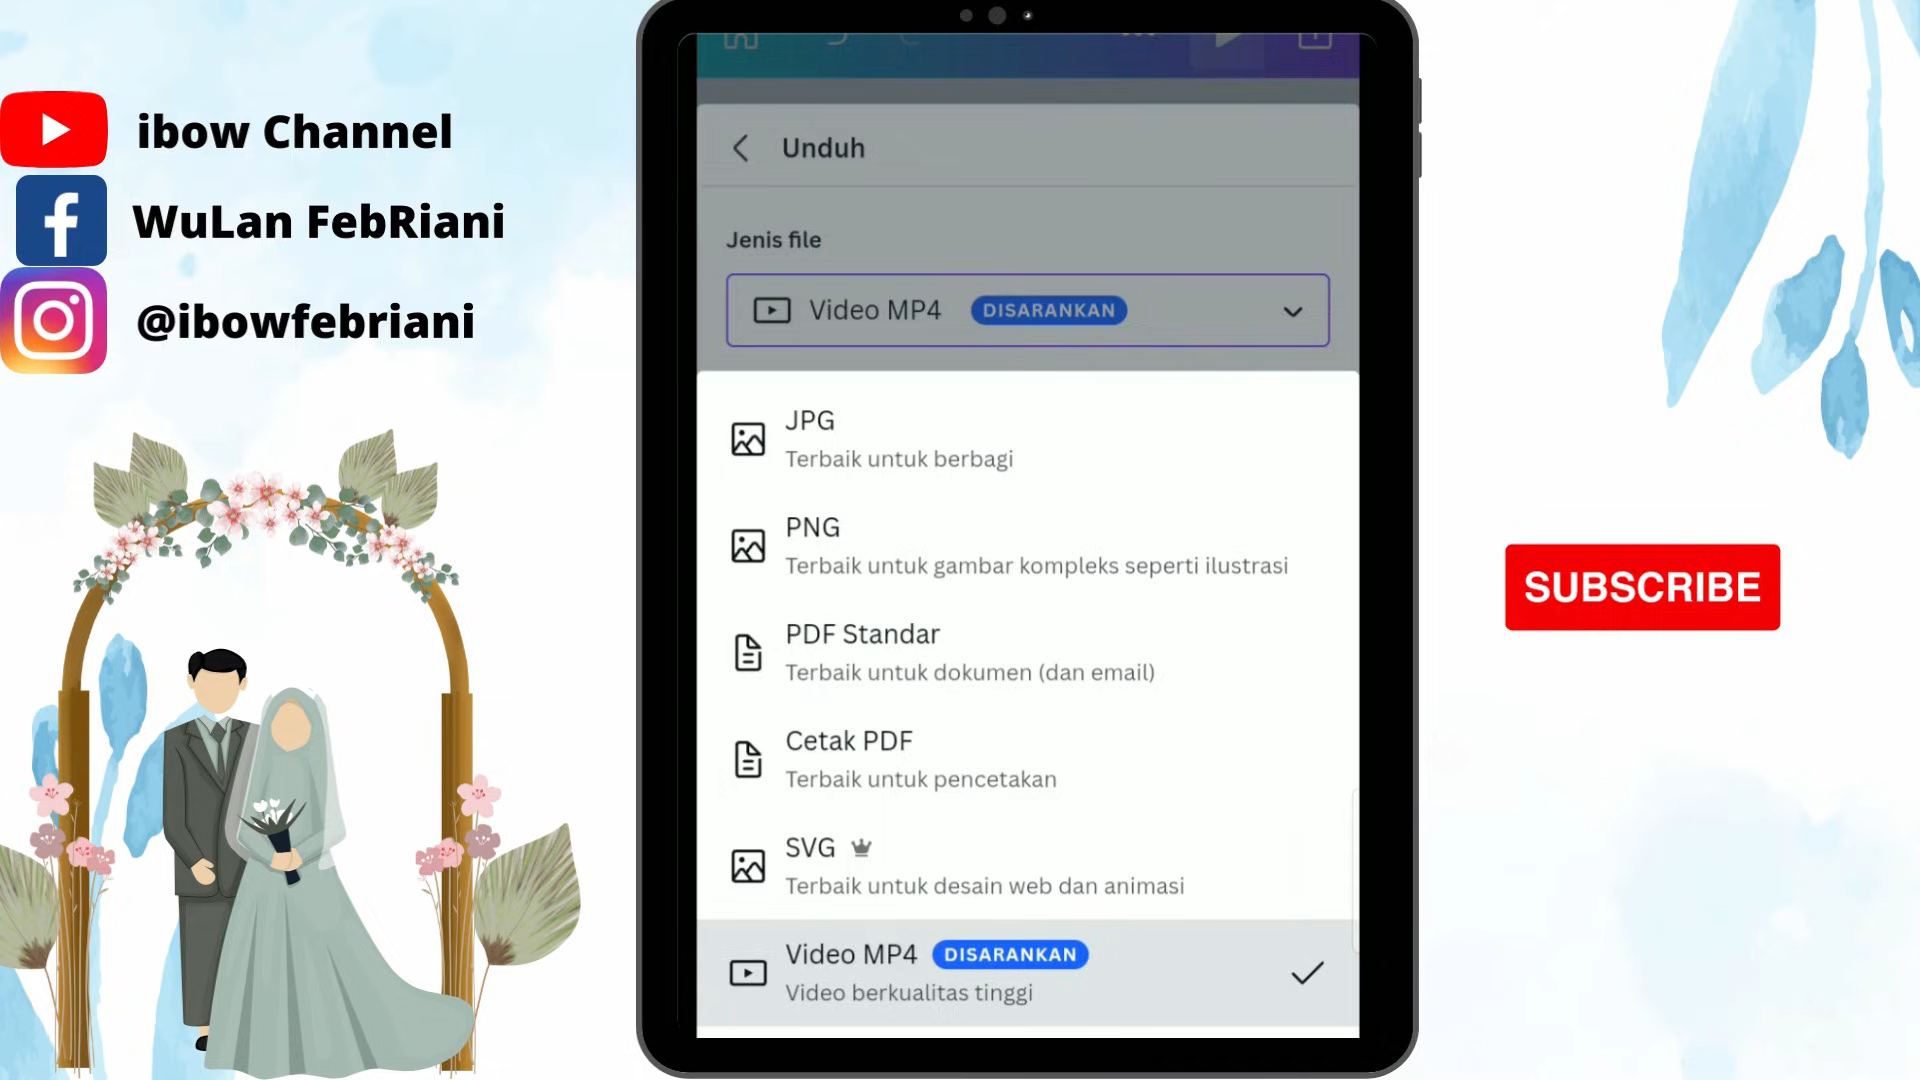 ibow Channel
WuLan FebRiani
@ibowfebriani
Unduh
Jenis file
Video MP4 DISARANKAN
JPG
Terbaik untuk berbagi
PNG
Terbaik untuk gambar kompleks seperti ilustrasi
PDF Standar
Terbaik untuk dokumen (dan email)
Cetak PDF
Terbaik untuk pencetakan
SVG
Terbaik untuk desain web dan animasi
Video MP4 DISARANKAN
Video berkualitas tinggi
SUBSCRIBE